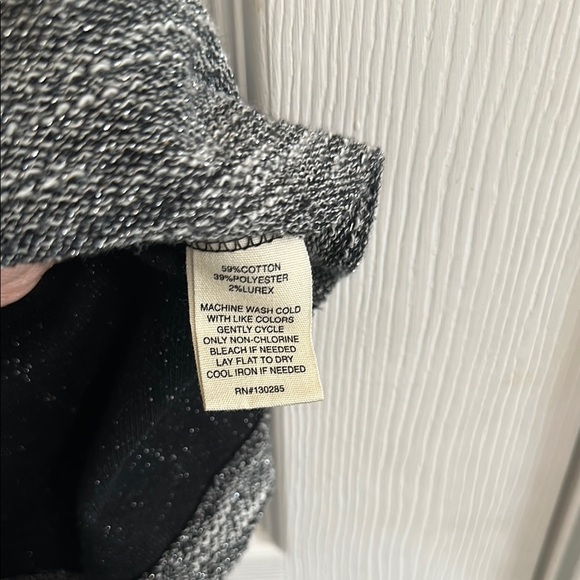 59%COTTON
39%POLYESTER
2%LUREX
MACHINE WASH COLD
WITH LIKE COLORS
GENTLY CYCLE
ONLY NON-CHLORINE
BLEACH IF NEEDED
LAY FLAT TO DRY
COOL IRON IF NEEDED
RN#130285